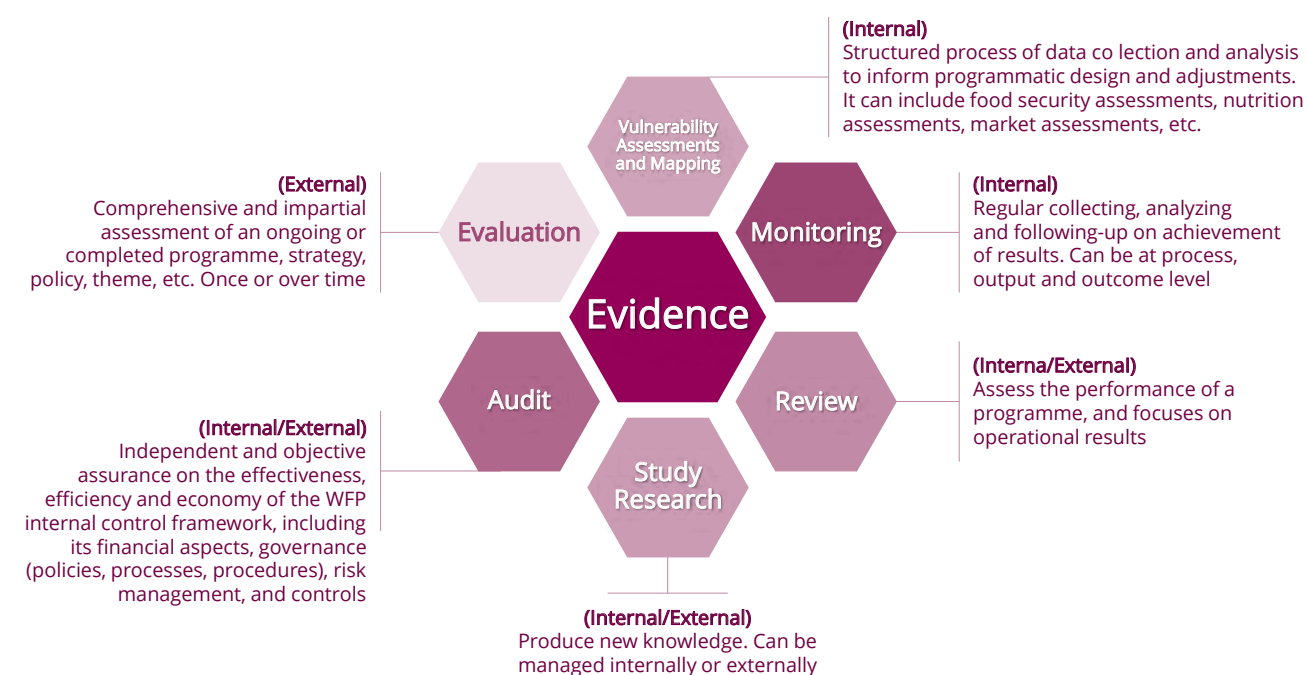 (Internal)
Structured process of data co lection and analysis
to inform programmatic design and adjustments.
It can include food security assessments, nutrition
assessments, market assessments, etc.
Vulnerability
Assessments
and Mapping
(External)
Comprehensive and impartial
assessment of an ongoing or
completed programme, strategy,
policy, theme, etc. Once or over time
Evaluation
Monitoring
(Internal)
Regular collecting, analyzing
and following-up on achievement
of results. Can be at process,
output and outcome level
Evidence
Audit
Review
(Interna/External)
Assess the performance of a
programme, and focuses on
operational results
(Internal/External)
Independent and objective
assurance on the effectiveness,
efficiency and economy of the WFP
internal control framework, including
its financial aspects, governance
(policies, processes, procedures), risk
management, and controls
Study
Research
(Internal/External)
Produce new knowledge. Can be
managed internally or externally